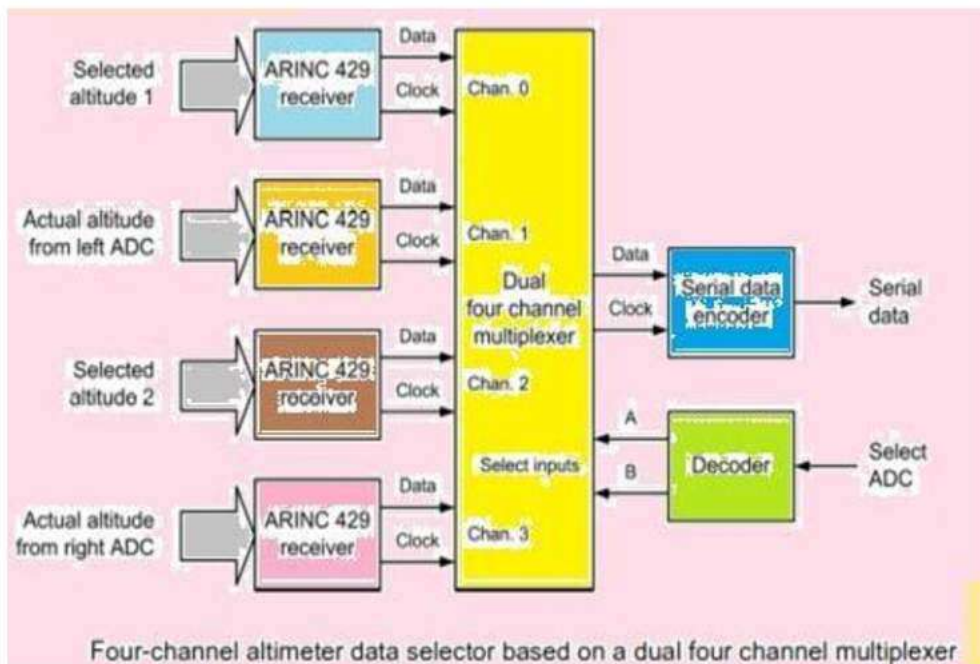 Selected
altitude 1
ARINC 429
receiver
Data
Clock
Chan. 0
Actual altitude
from left ADC
ARINC 429
receiver
Data
Clock
Chan. 1
Dual
four channel
multiplexer
Data
Clock
Serial data
encoder
Serial
data
Selected
altitude 2
ARINC 429
receiver
Data
Clock
Chan. 2
Select inputs
A
B
Decoder
Select
ADC
Actual altitude
from right ADC
ARINC 429
receiver
Data
Clock
Chan. 3
Four-channel altimeter data selector based on a dual four channel multiplexer